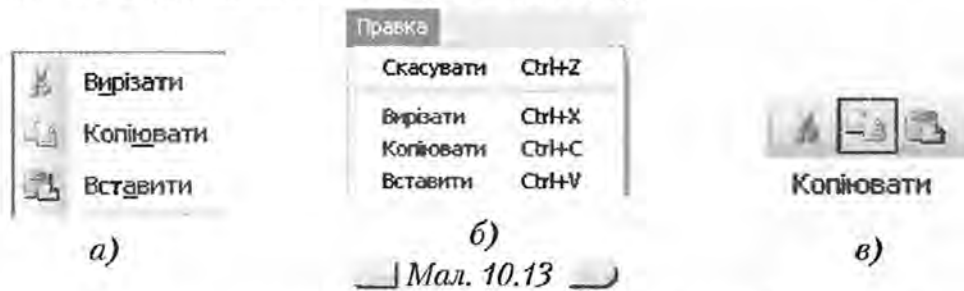 Вирізати
Копіювати
Вставити
а)
Правка
Скасувати Ctrl+Z
Вирізати Ctrl+X
Копіювати Ctrl+C
Вставити Ctrl+V
б)
Мал. 10.13
Копіювати
в)